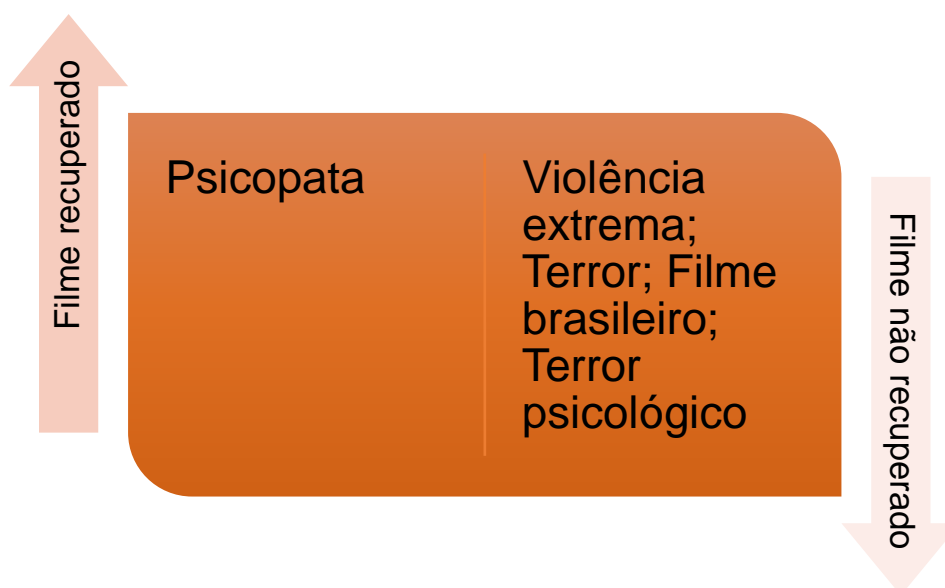 Filme recuperado
Psicopata
Violência
extrema;
Terror; Filme
brasileiro;
Terror
psicológico
Filme não recuperado